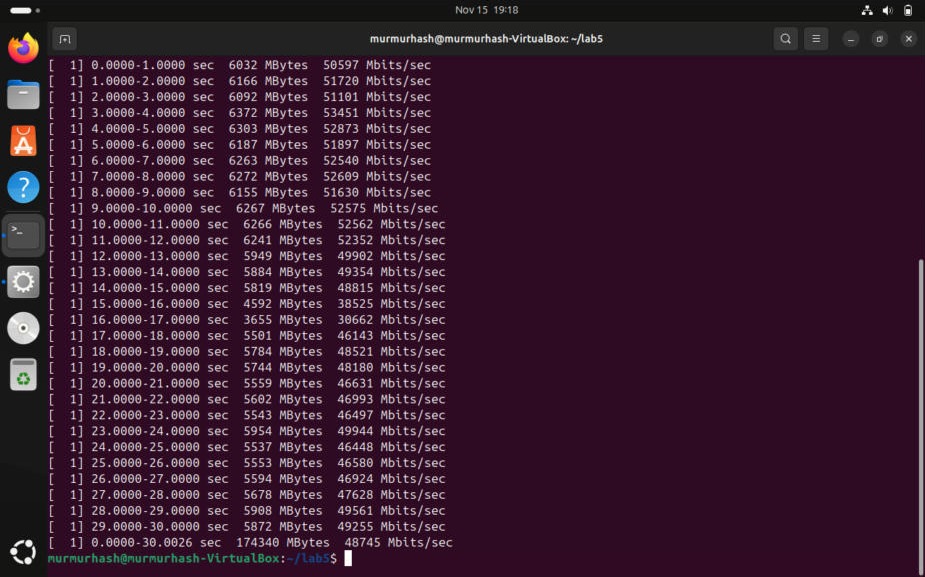 Nov 15 19:18
murmurhash@murmurhash-VirtualBox: ~/lab5
[  1] 0.0000-1.0000 sec  6032 MBytes  50597 Mbits/sec
[  1] 1.0000-2.0000 sec  6166 MBytes  51720 Mbits/sec
[  1] 2.0000-3.0000 sec  6092 MBytes  51101 Mbits/sec
[  1] 3.0000-4.0000 sec  6372 MBytes  53451 Mbits/sec
[  1] 4.0000-5.0000 sec  6303 MBytes  52873 Mbits/sec
[  1] 5.0000-6.0000 sec  6187 MBytes  51897 Mbits/sec
[  1] 6.0000-7.0000 sec  6263 MBytes  52540 Mbits/sec
[  1] 7.0000-8.0000 sec  6272 MBytes  52609 Mbits/sec
[  1] 8.0000-9.0000 sec  6155 MBytes  51630 Mbits/sec
[  1] 9.0000-10.0000 sec  6267 MBytes  52575 Mbits/sec
[  1] 10.0000-11.0000 sec  6266 MBytes  52562 Mbits/sec
[  1] 11.0000-12.0000 sec  6241 MBytes  52352 Mbits/sec
[  1] 12.0000-13.0000 sec  5949 MBytes  49902 Mbits/sec
[  1] 13.0000-14.0000 sec  5884 MBytes  49354 Mbits/sec
[  1] 14.0000-15.0000 sec  5819 MBytes  48815 Mbits/sec
[  1] 15.0000-16.0000 sec  4592 MBytes  38525 Mbits/sec
[  1] 16.0000-17.0000 sec  3655 MBytes  30662 Mbits/sec
[  1] 17.0000-18.0000 sec  5501 MBytes  46143 Mbits/sec
[  1] 18.0000-19.0000 sec  5784 MBytes  48521 Mbits/sec
[  1] 19.0000-20.0000 sec  5744 MBytes  48180 Mbits/sec
[  1] 20.0000-21.0000 sec  5559 MBytes  46631 Mbits/sec
[  1] 21.0000-22.0000 sec  5602 MBytes  46993 Mbits/sec
[  1] 22.0000-23.0000 sec  5543 MBytes  46497 Mbits/sec
[  1] 23.0000-24.0000 sec  5954 MBytes  49944 Mbits/sec
[  1] 24.0000-25.0000 sec  5537 MBytes  46448 Mbits/sec
[  1] 25.0000-26.0000 sec  5553 MBytes  46580 Mbits/sec
[  1] 26.0000-27.0000 sec  5594 MBytes  46924 Mbits/sec
[  1] 27.0000-28.0000 sec  5678 MBytes  47628 Mbits/sec
[  1] 28.0000-29.0000 sec  5908 MBytes  49561 Mbits/sec
[  1] 29.0000-30.0000 sec  5872 MBytes  49255 Mbits/sec
[  1] 0.0000-30.0026 sec  174340 MBytes  48745 Mbits/sec
murmurhash@murmurhash-VirtualBox:~/lab5$